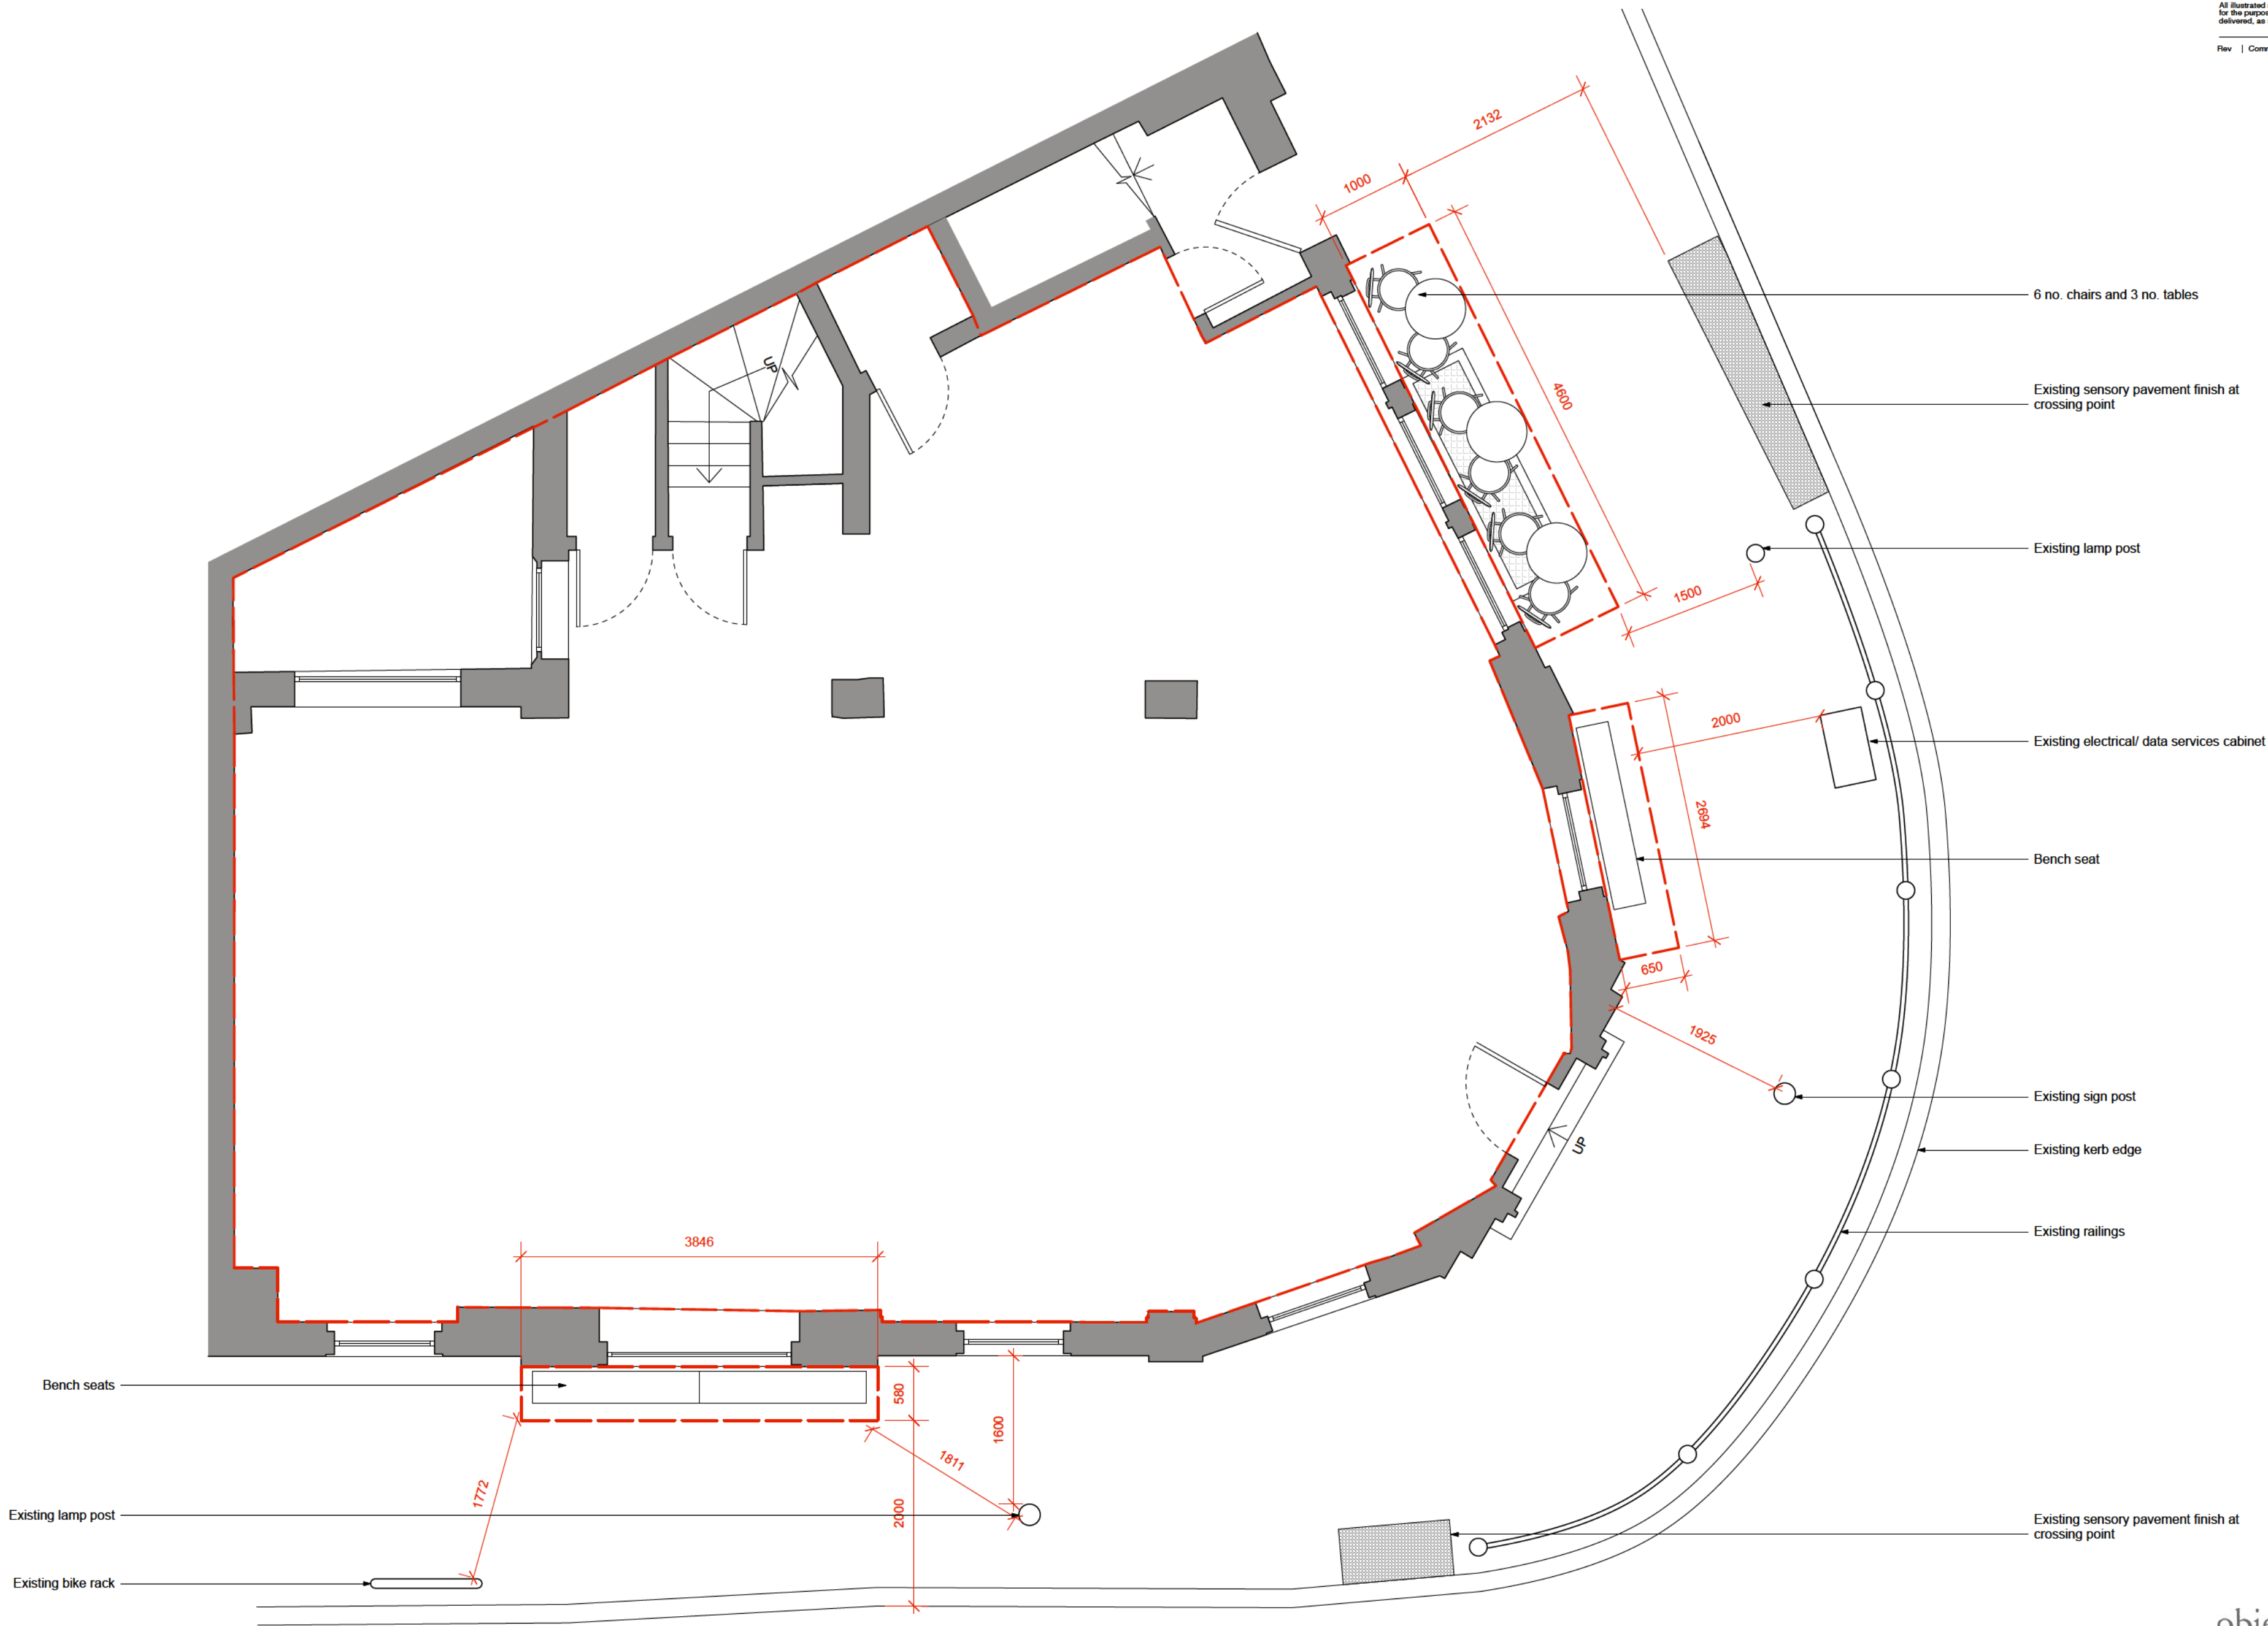 All illustrated
for the purpo
delivered, as
Rev | Com
2132
1000
6 no. chairs and 3 no. tables
UP
4600
Existing sensory pavement finish at
crossing point
Existing lamp post
1500
2000
Existing electrical/ data services cabinet
2694
Bench seat
650
1925
Existing sign post
UP
Existing kerb edge
Existing railings
3846
Bench seats
580
1600
1811
1772
2000
Existing lamp post
Existing sensory pavement finish at
crossing point
Existing bike rack